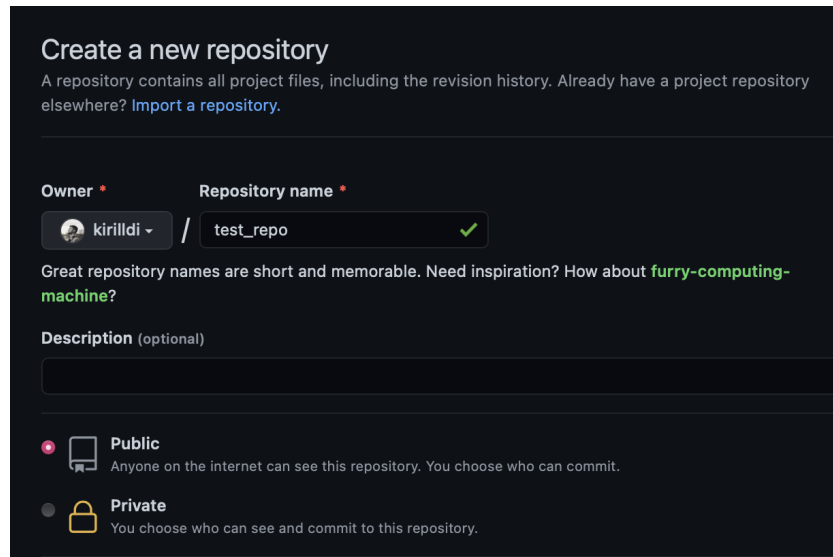 Create a new repository
A repository contains all project files, including the revision history. Already have a project repository
elsewhere? Import a repository.
Owner * Repository name *
kirilldi / test_repo
Great repository names are short and memorable. Need inspiration? How about furry-computing-
machine?
Description (optional)
Public
Anyone on the internet can see this repository. You choose who can commit.
Private
You choose who can see and commit to this repository.